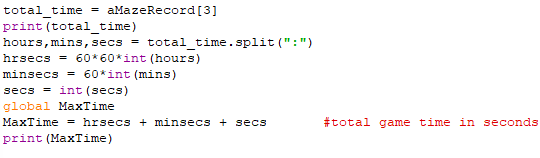 total_time = aMazeRecord[3]
print(total_time)
hours,mins,secs = total_time.split(":")
hrsecs = 60*60*int(hours)
minsecs = 60*int(mins)
secs = int(secs)
global MaxTime
MaxTime = hrsecs + minsecs + secs       #total game time in seconds
print(MaxTime)